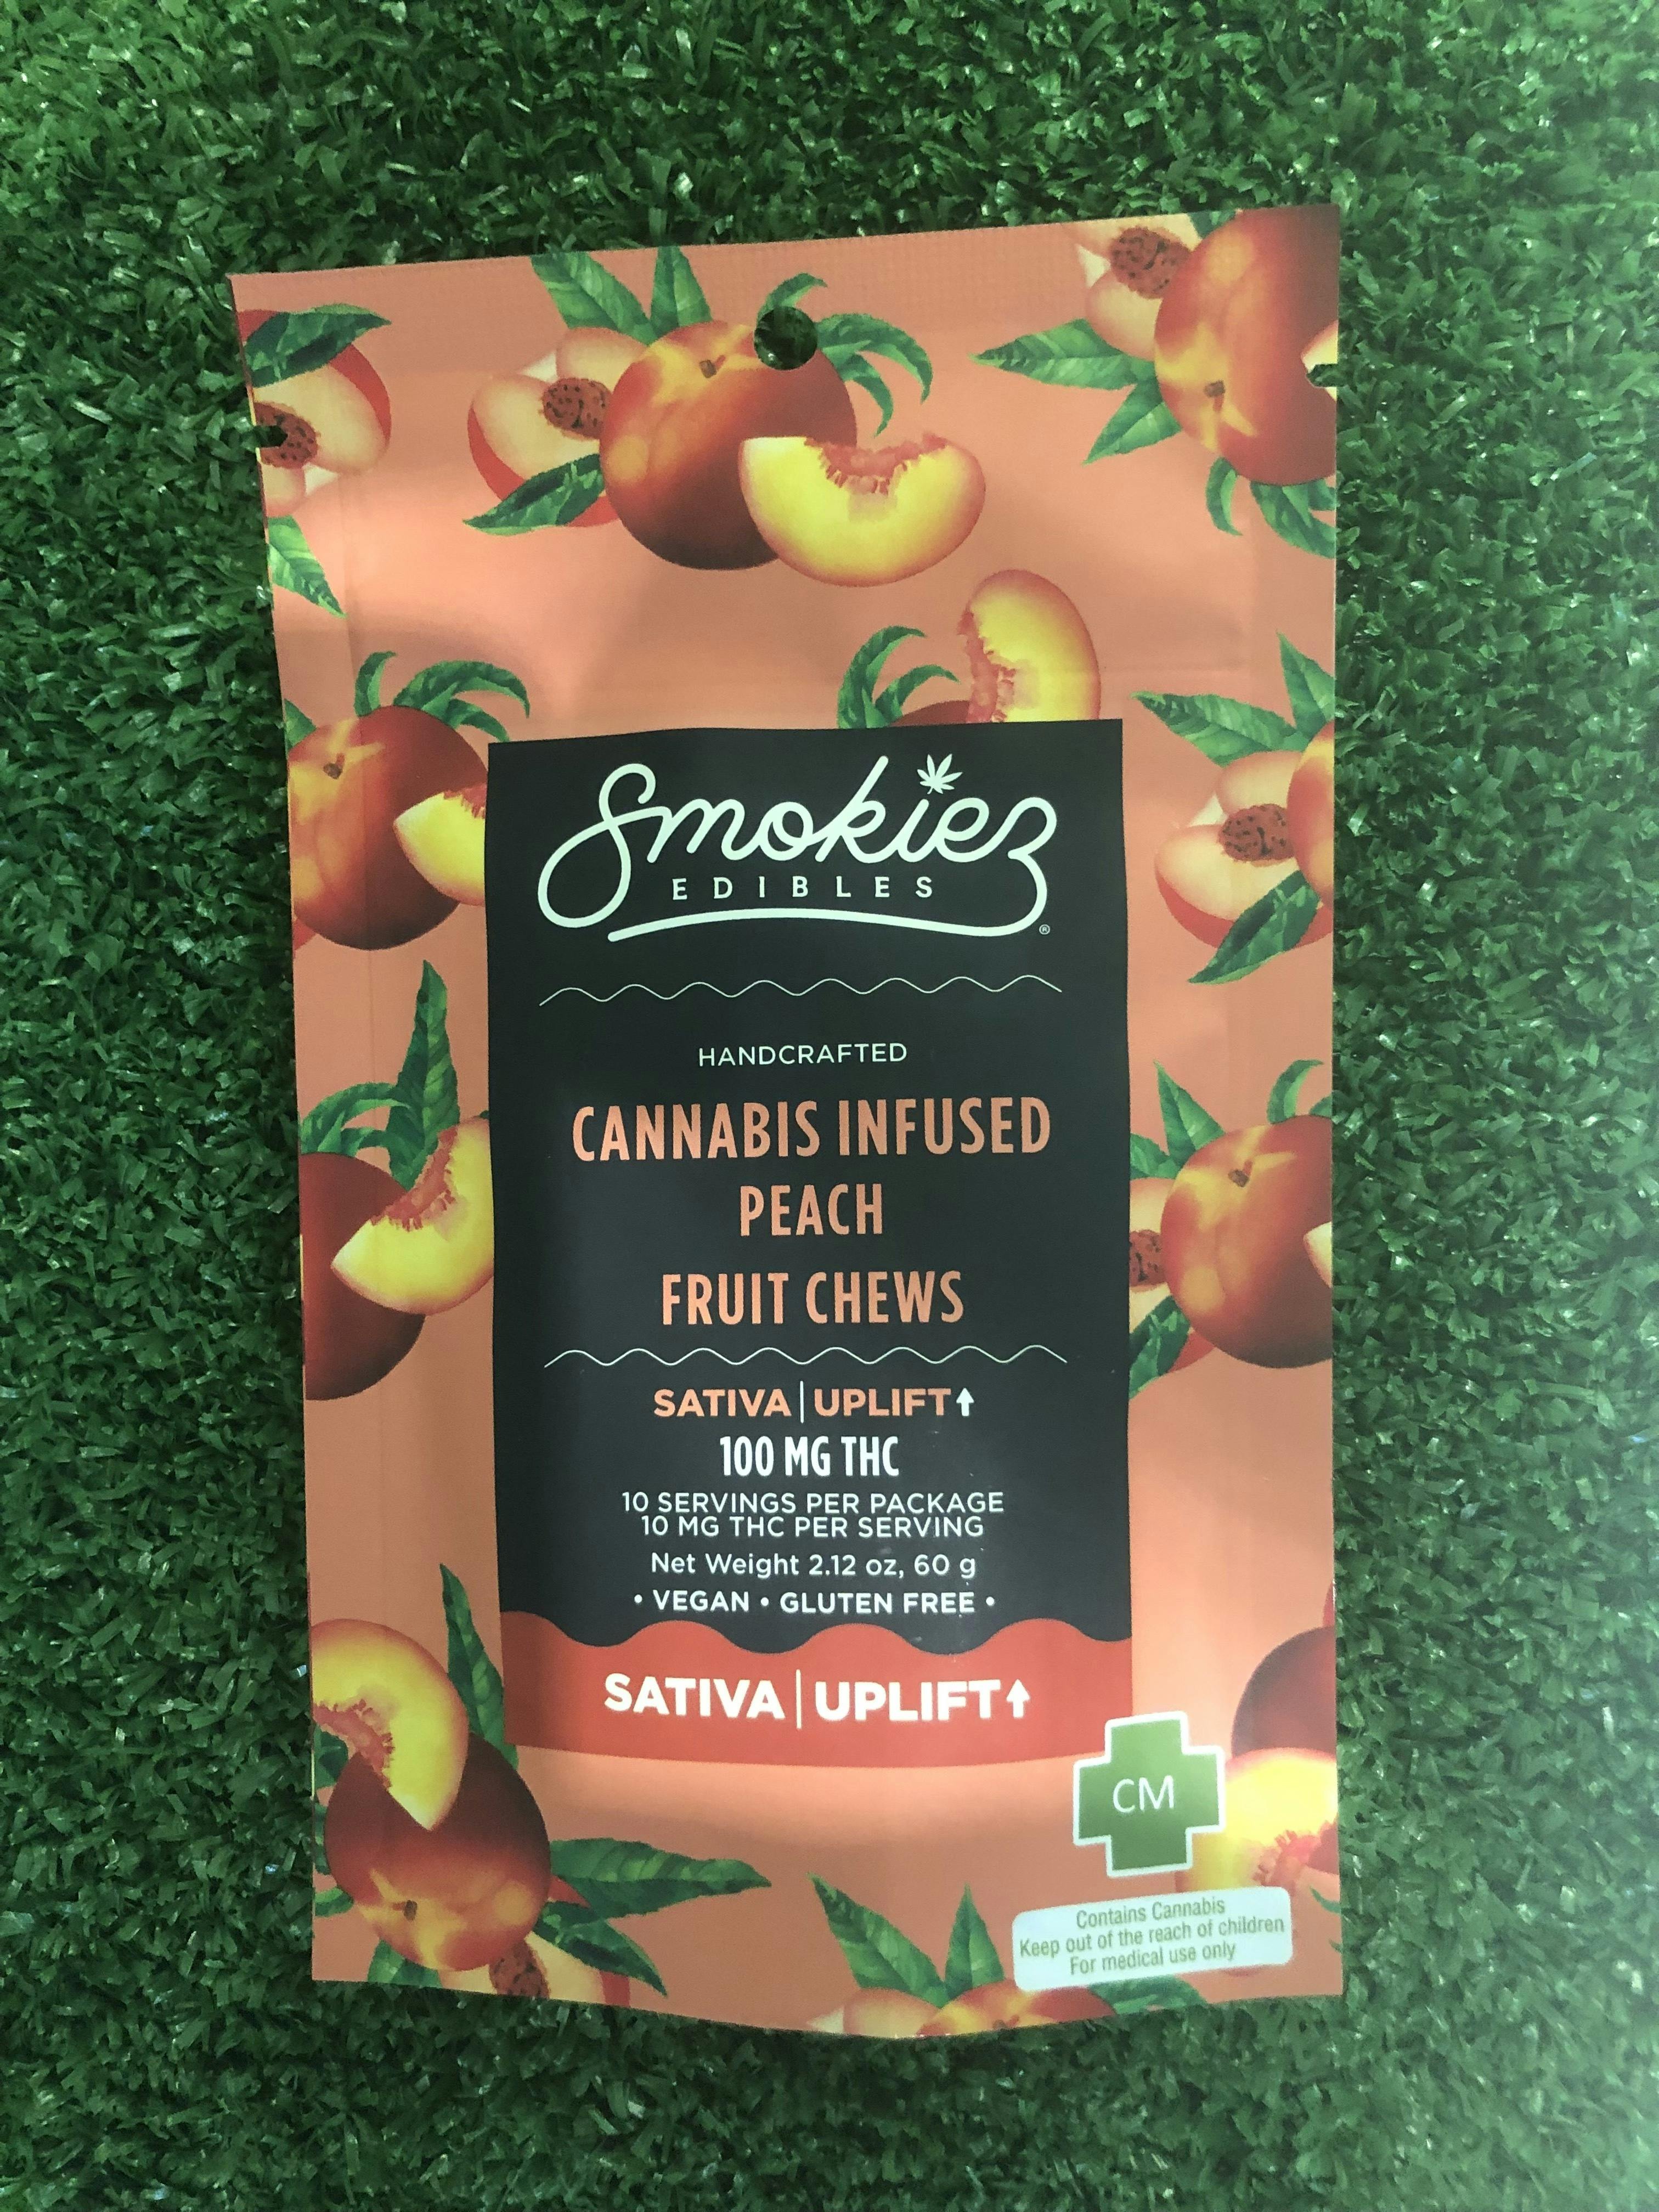 Smokiez
EDIBLES
®
HANDCRAFTED
CANNABIS INFUSED
PEACH
FRUIT CHEWS
SATIVA | UPLIFT↑
100 MG THC
10 SERVINGS PER PACKAGE
10 MG THC PER SERVING
Net Weight 2.12 oz, 60 g
• VEGAN • GLUTEN FREE •
SATIVA | UPLIFT↑
CM
Contains Cannabis
Keep out of the reach of children
For medical use only